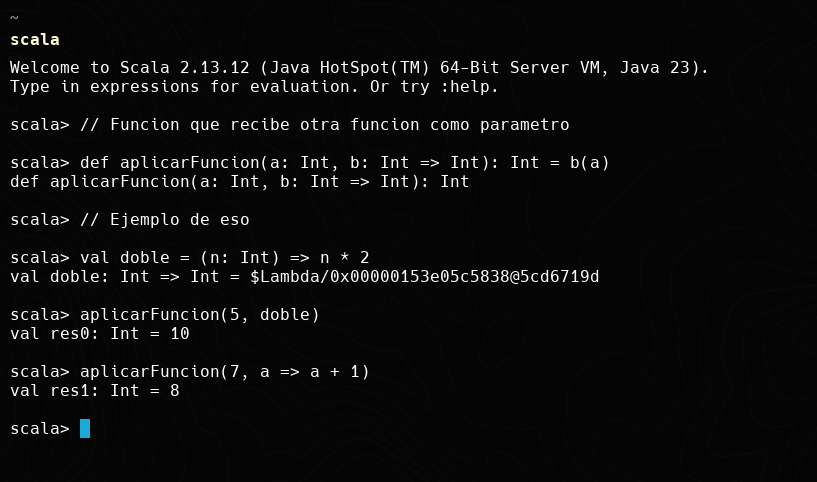 ~
scala
Welcome to Scala 2.13.12 (Java HotSpot(TM) 64-Bit Server VM, Java 23).
Type in expressions for evaluation. Or try :help.
scala> // Funcion que recibe otra funcion como parametro
scala> def aplicarFuncion(a: Int, b: Int => Int): Int = b(a)
def aplicarFuncion(a: Int, b: Int => Int): Int
scala> // Ejemplo de eso
scala> val doble = (n: Int) => n * 2
val doble: Int => Int = $Lambda/0x00000153e05c5838@5cd6719d
scala> aplicarFuncion(5, doble)
val res0: Int = 10
scala> aplicarFuncion(7, a => a + 1)
val res1: Int = 8
scala>